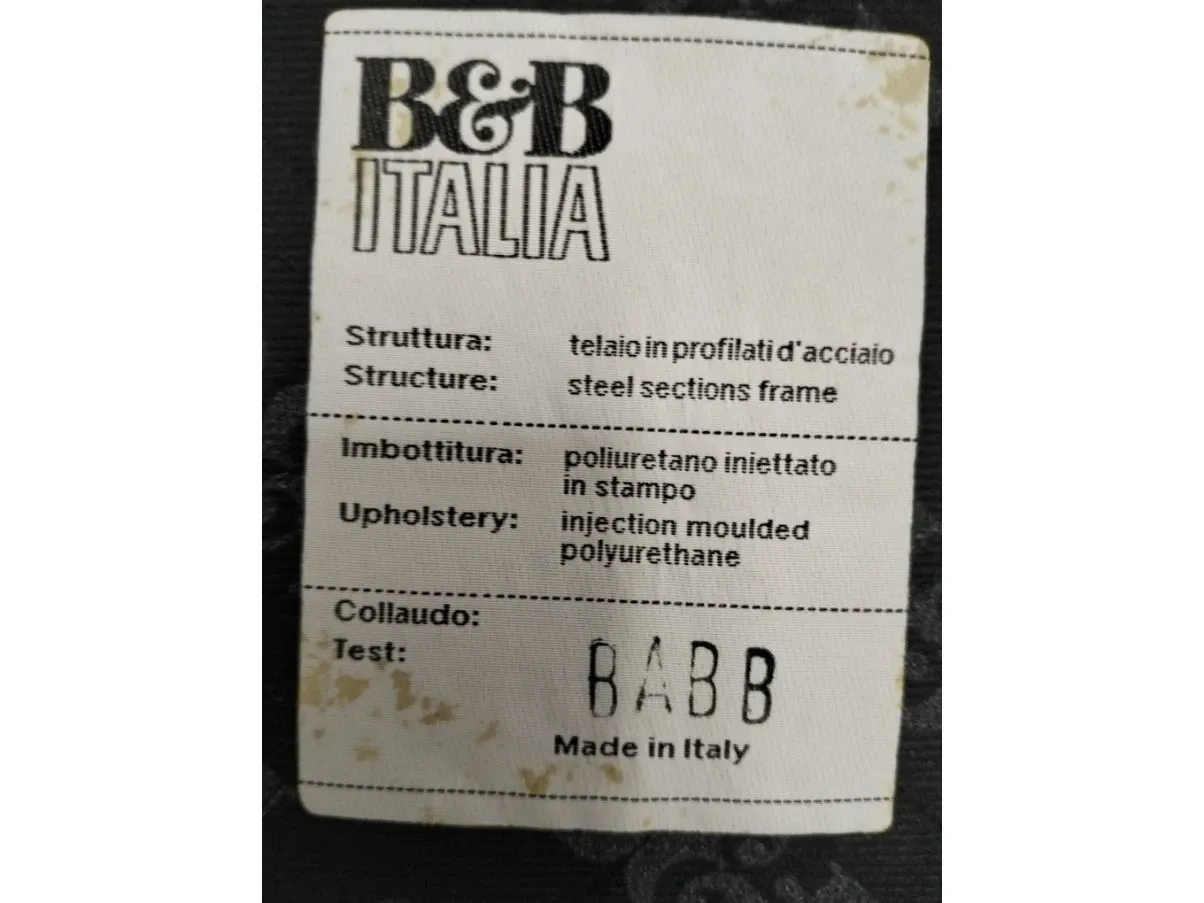 B&B
ITALIA
Struttura: telaio in profilati d'acciaio
Structure: steel sections frame
Imbottitura: poliuretano iniettato
in stampo
Upholstery: injection moulded
polyurethane
Collaudo:
Test:
BABB
Made in Italy